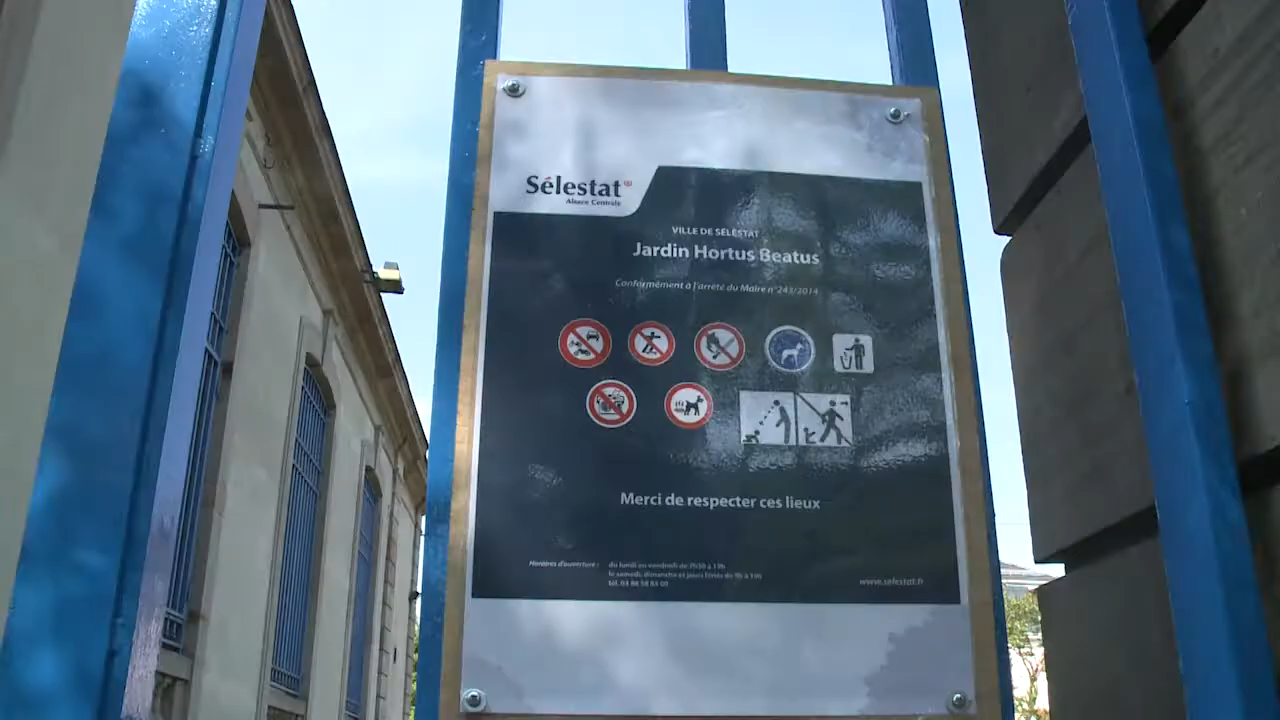 Sélestat
Alsace Centrale
VILLE DE SÉLESTAT
Jardin Hortus Beatus
Conformément à l'arrêté du Maire n°243/2014
Merci de respecter ces lieux
Horaires d'ouverture : du lundi au vendredi de 7h30 à 19h
le samedi, dimanche et jours fériés de 9h à 19h
tél. 03 88 58 85 00
www.selestat.fr